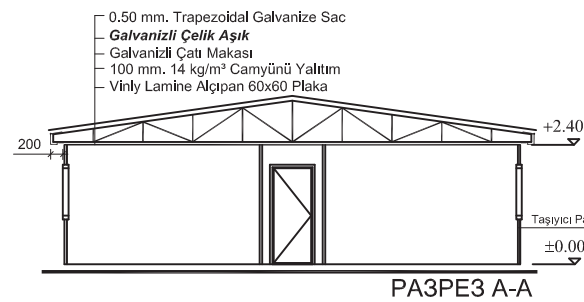 0.50 mm. Trapezoidal Galvanize Sac
Galvanizli Çelik Aşık
Galvanizli Çatı Makası
100 mm. 14 kg/m³ Camyünü Yalıtım
Vinly Lamine Alçıpan 60x60 Plaka
+2.40
200
Taşıyıcı Pa
±0.00
РАЗРЕЗ A-A